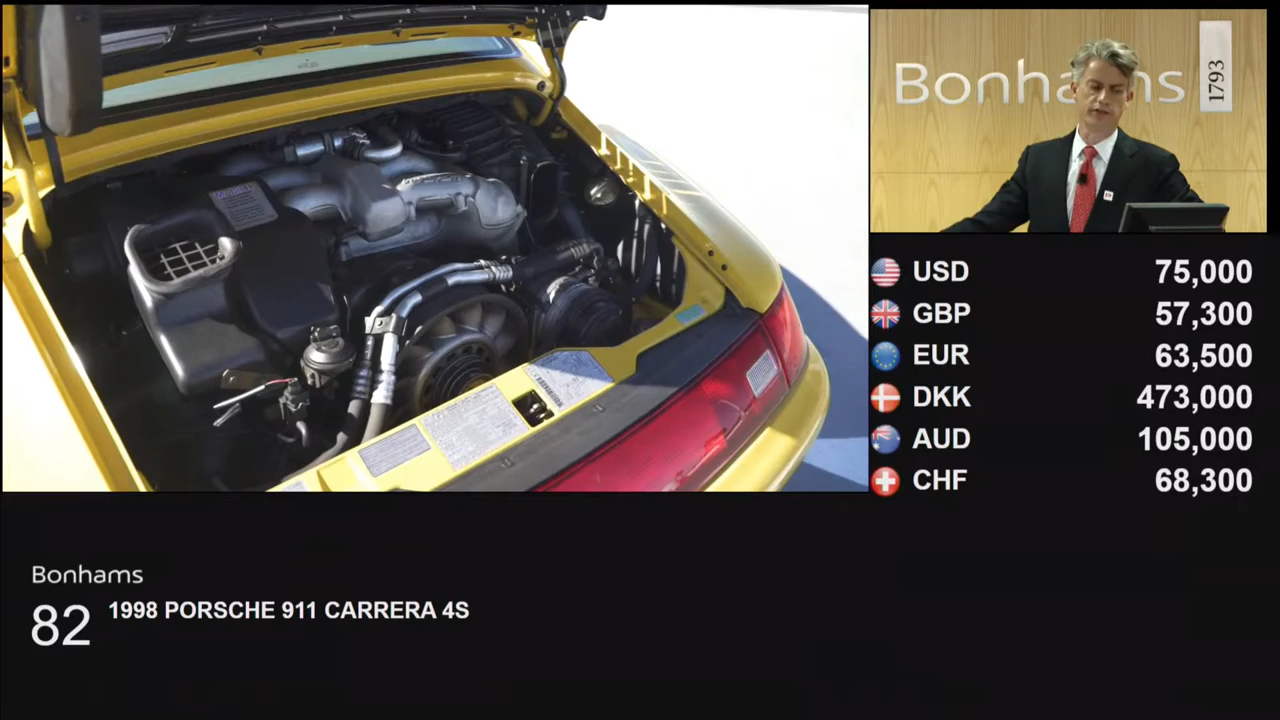 Bonhams
1793
USD 75,000
GBP 57,300
EUR 63,500
DKK 473,000
AUD 105,000
CHF 68,300
Bonhams
82 1998 PORSCHE 911 CARRERA 4S